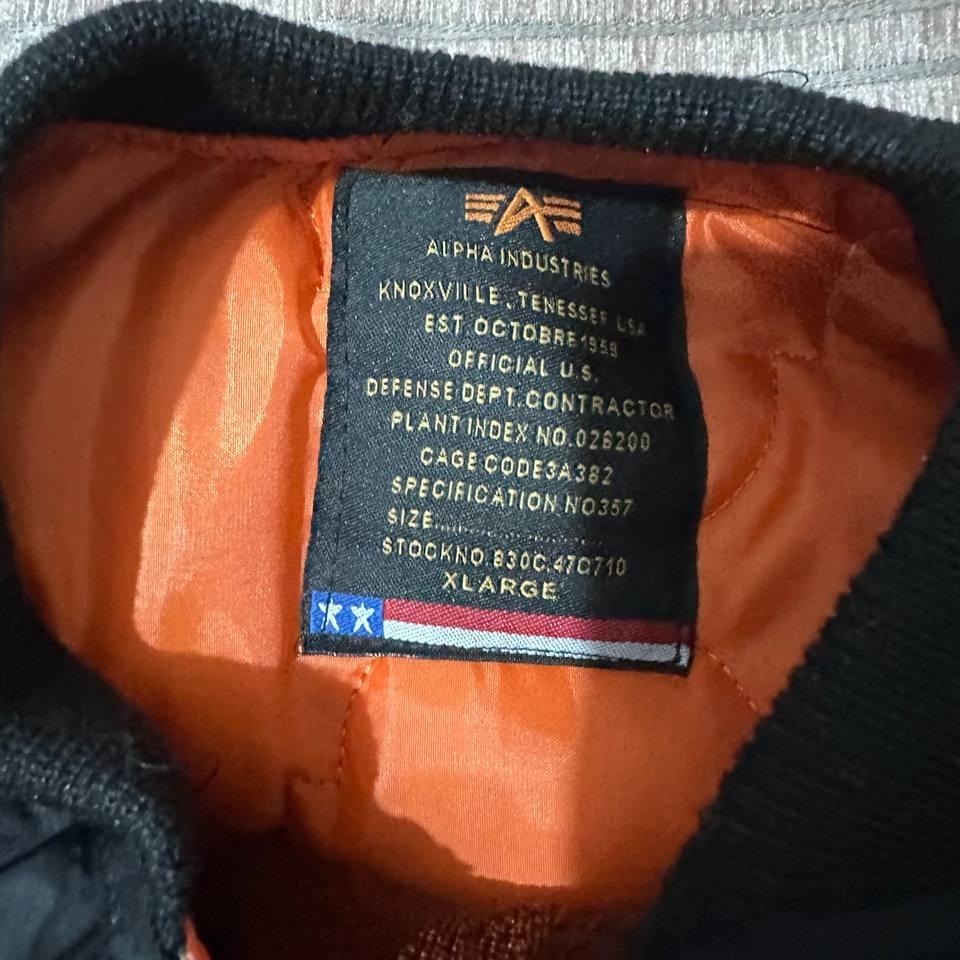 ALPHA INDUSTRIES
KNOXVILLE, TENESSEE USA
EST OCTOBRE 1959
OFFICIAL U.S.
DEFENSE DEPT.CONTRACTOR
PLANT INDEX NO.026200
CAGE CODE3A382
SPECIFICATION NO357
SIZE......................
STOCKNO.830C.47C710
XLARGE